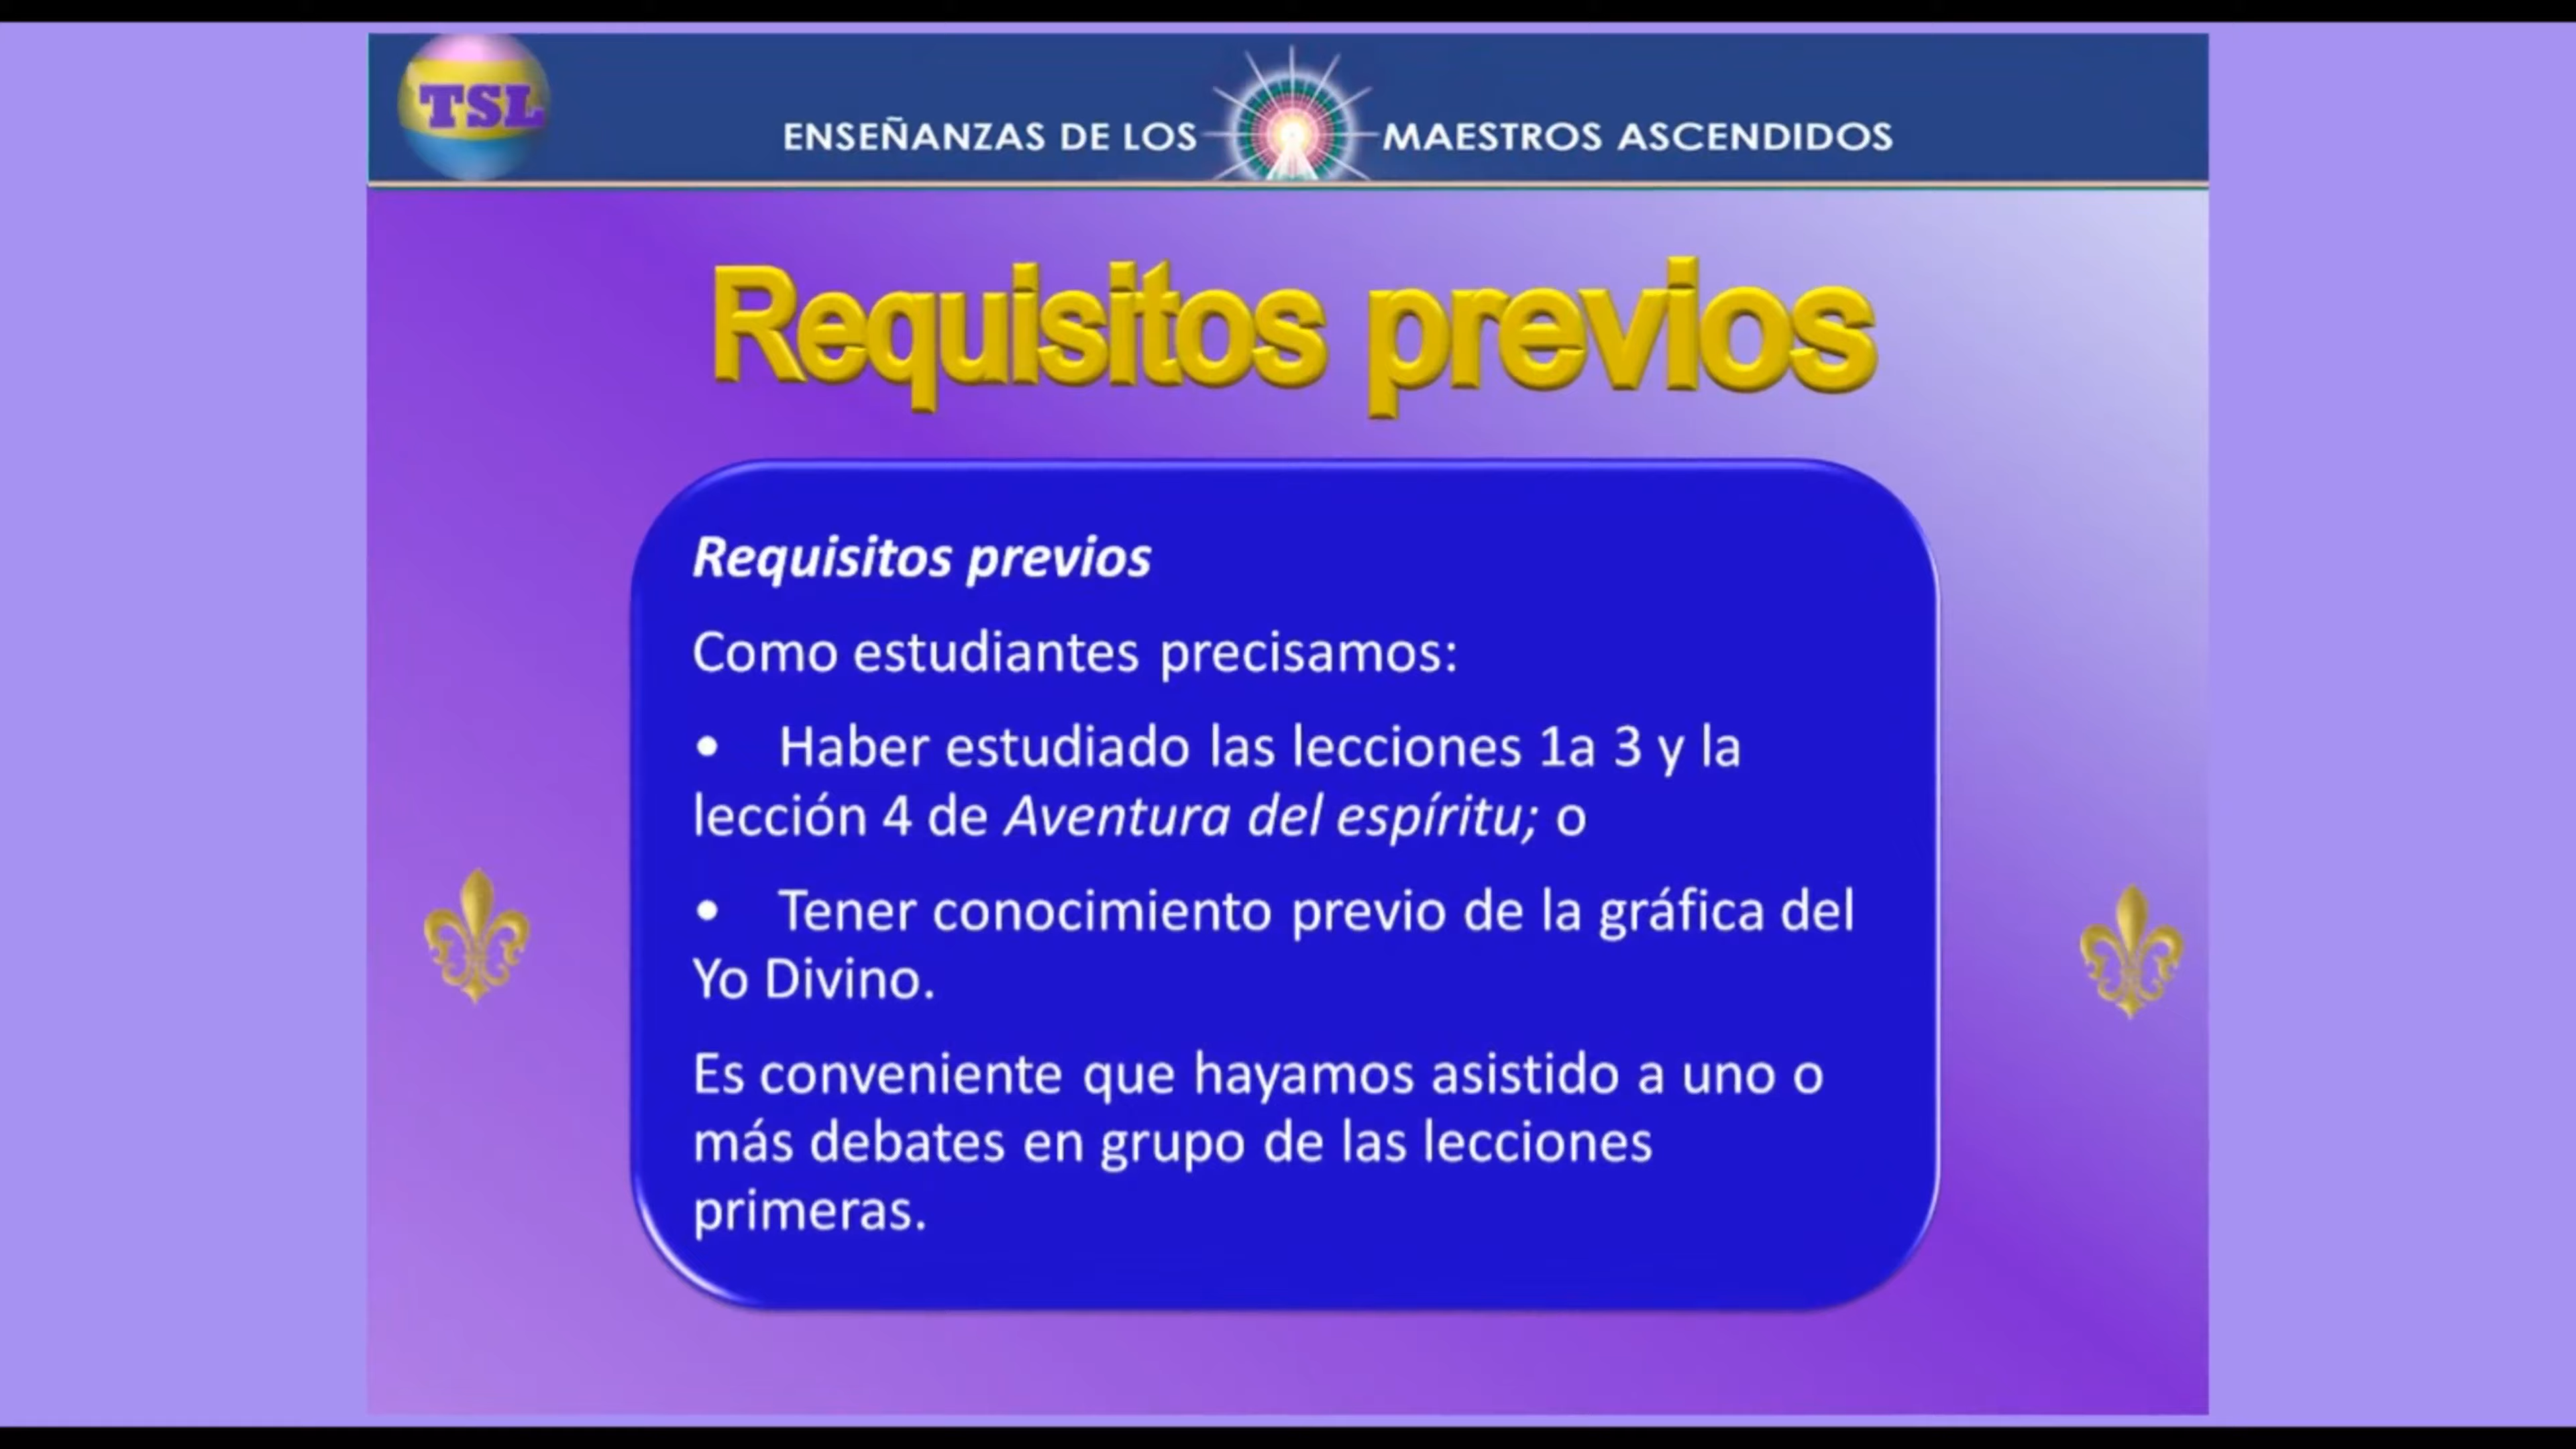 TSL
ENSEÑANZAS DE LOS MAESTROS ASCENDIDOS
Requisitos previos
Requisitos previos
Como estudiantes precisamos:
• Haber estudiado las lecciones 1a 3 y la
lección 4 de Aventura del espíritu; o
• Tener conocimiento previo de la gráfica del
Yo Divino.
Es conveniente que hayamos asistido a uno o
más debates en grupo de las lecciones
primeras.